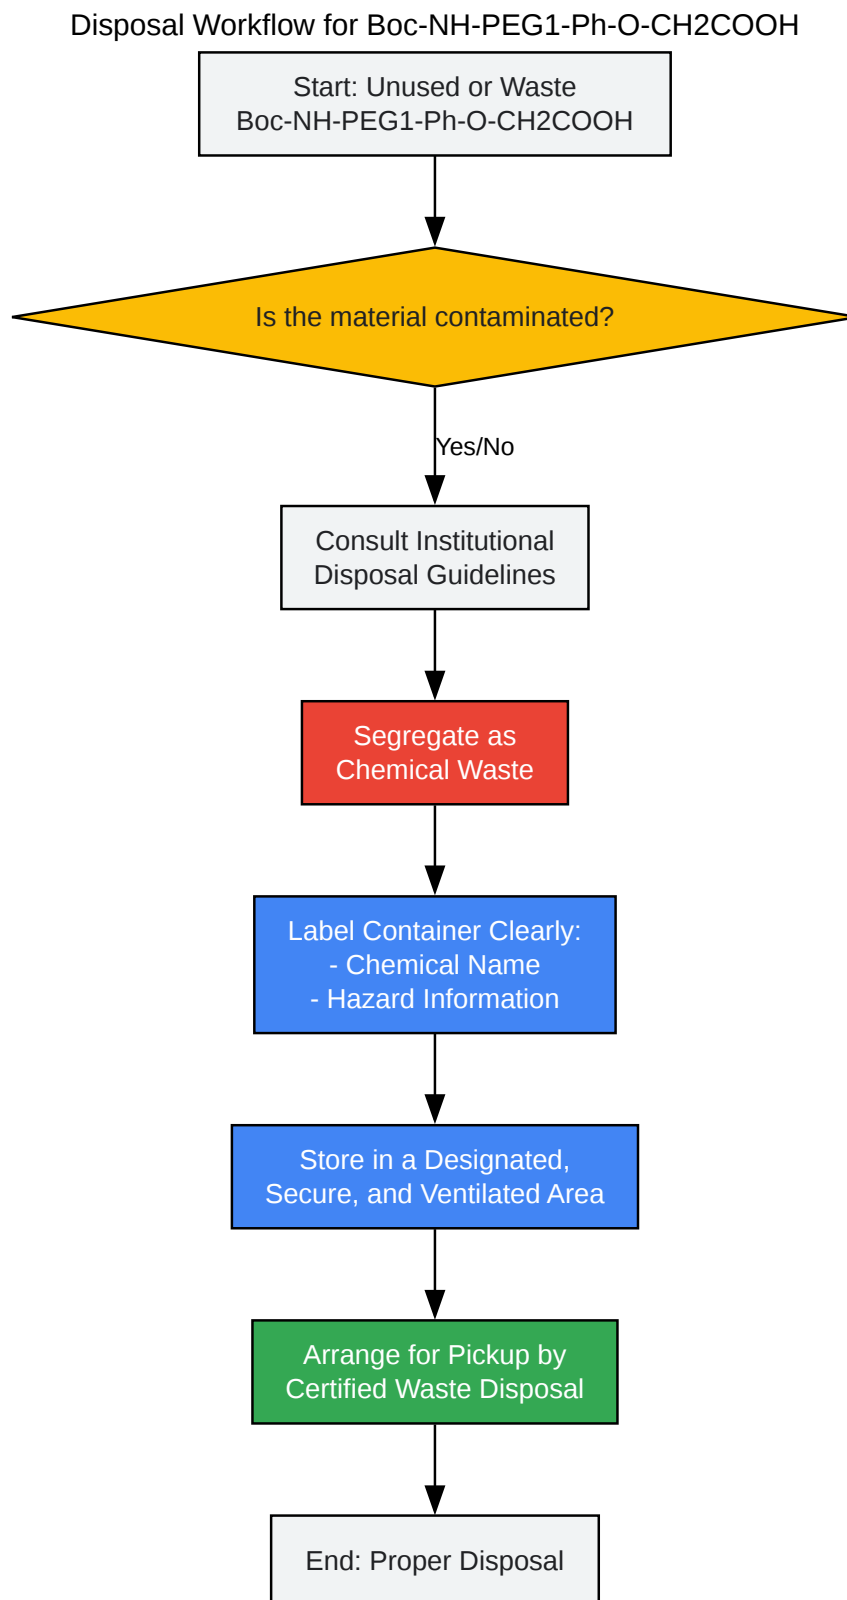 Disposal Workflow for Boc-NH-PEG1-Ph-O-CH2COOH
Start: Unused or Waste
Boc-NH-PEG1-Ph-O-CH2COOH
Is the material contaminated?
Yes/No
Consult Institutional
Disposal Guidelines
Segregate as
Chemical Waste
Label Container Clearly:
- Chemical Name
- Hazard Information
Store in a Designated,
Secure, and Ventilated Area
Arrange for Pickup by
Certified Waste Disposal
End: Proper Disposal